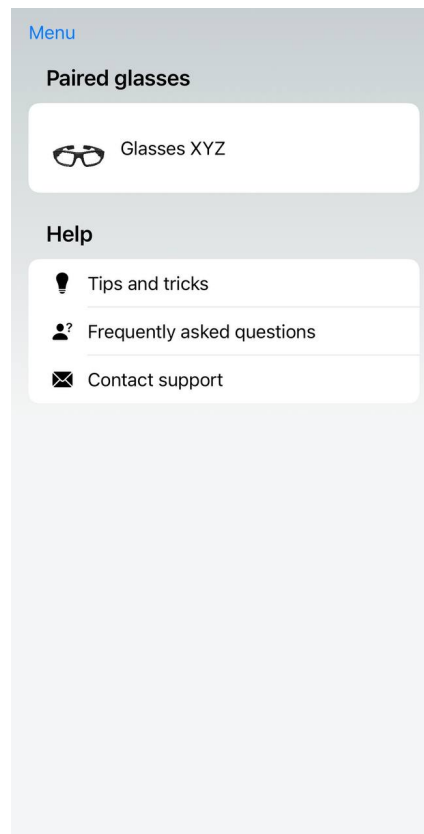 Menu
Paired glasses
Glasses XYZ
Help
Tips and tricks
?
Frequently asked questions
Contact support